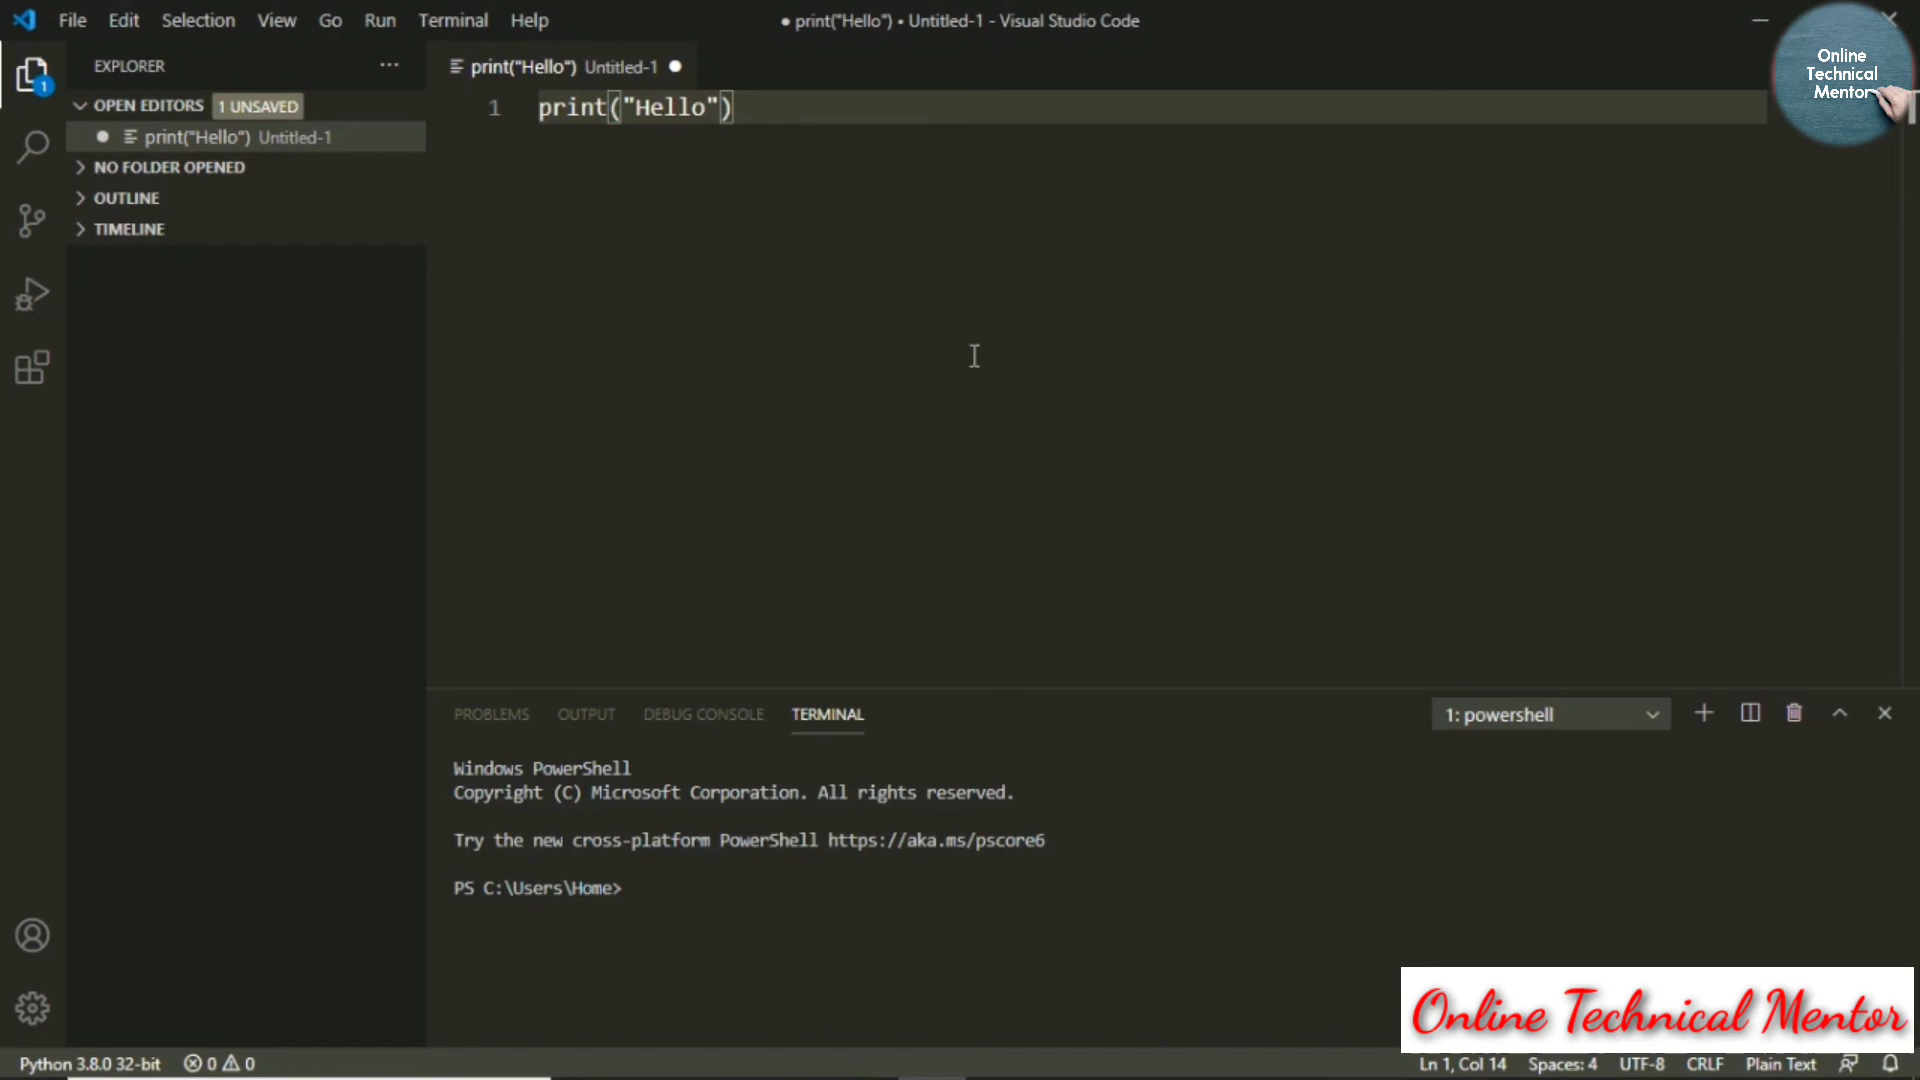 File Edit Selection View Go Run Terminal Help
● print("Hello") • Untitled-1 - Visual Studio Code
Online
Technical
Mentor
EXPLORER
OPEN EDITORS 1 UNSAVED
print("Hello") Untitled-1
NO FOLDER OPENED
OUTLINE
TIMELINE
1
print("Hello") Untitled-1
1 print("Hello")
PROBLEMS OUTPUT DEBUG CONSOLE TERMINAL
1: powershell
Windows PowerShell
Copyright (C) Microsoft Corporation. All rights reserved.
Try the new cross-platform PowerShell https://aka.ms/pscore6
PS C:\Users\Home>
Online Technical Mentor
Python 3.8.0 32-bit 0 0
Ln 1, Col 14 Spaces: 4 UTF-8 CRLF Plain Text